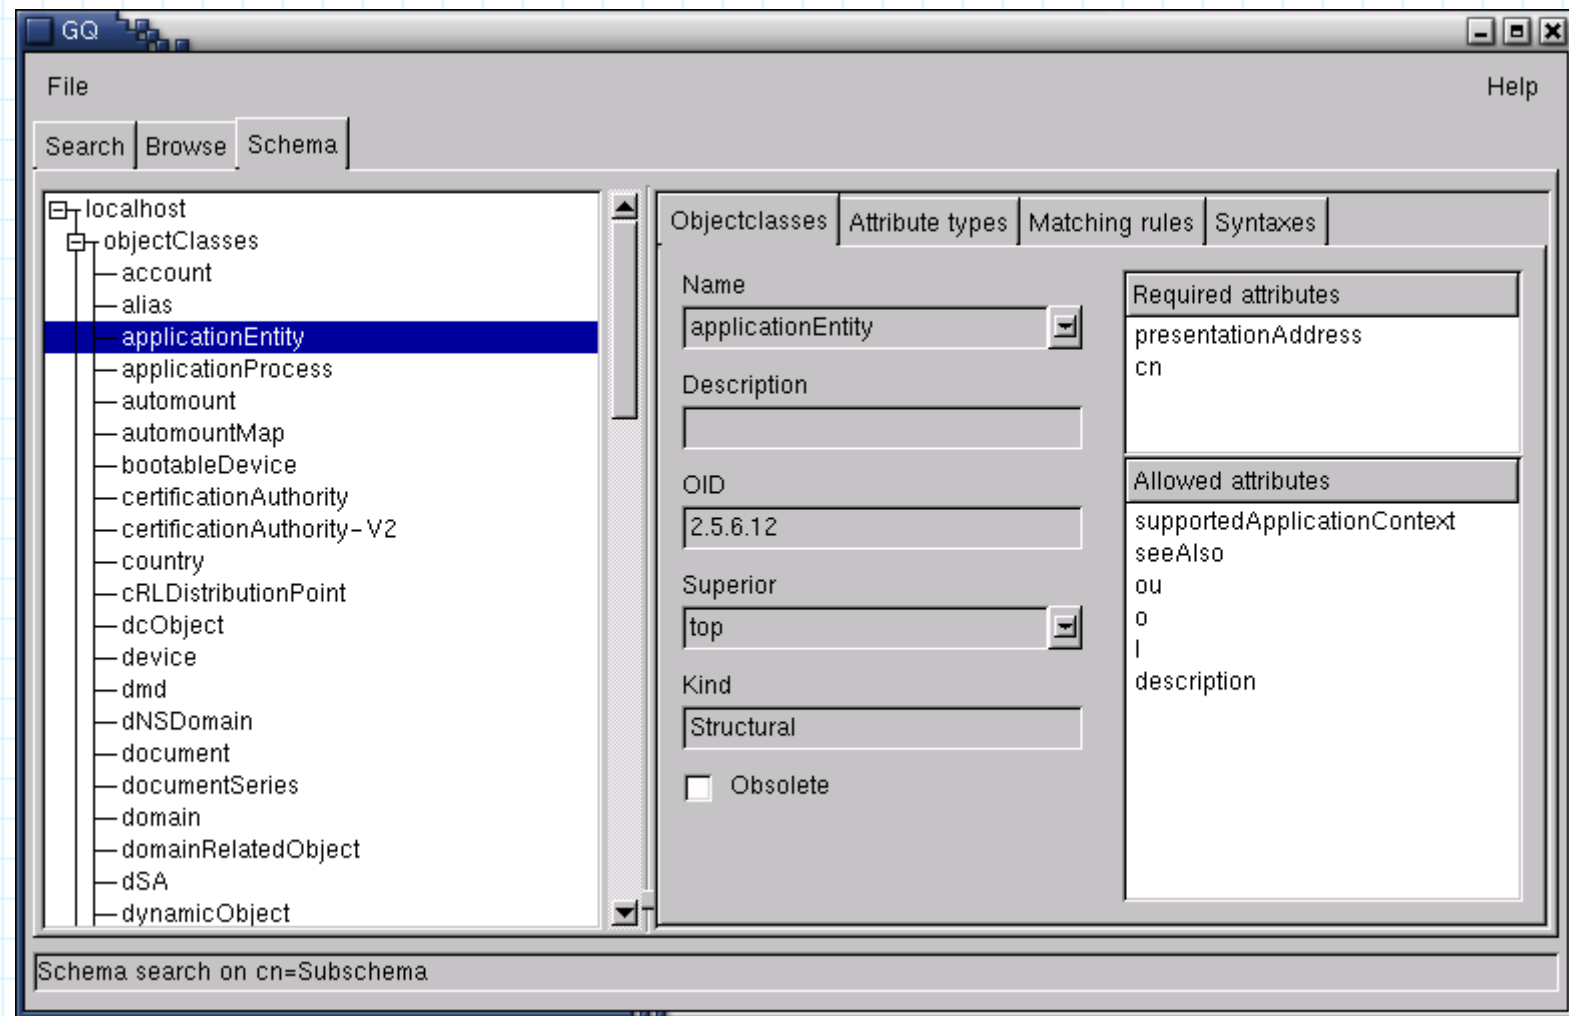 GQ
File
Help
Search
Browse
Schema
localhost
objectClasses
account
alias
applicationEntity
applicationProcess
automount
automountMap
bootableDevice
certificationAuthority
certificationAuthority-V2
country
cRLDistributionPoint
dcObject
device
dmd
dNSDomain
document
documentSeries
domain
domainRelatedObject
dSA
dynamicObject
Objectclasses
Attribute types
Matching rules
Syntaxes
Name
applicationEntity
Description
OID
2.5.6.12
Superior
top
Kind
Structural
Obsolete
Required attributes
presentationAddress
cn
Allowed attributes
supportedApplicationContext
seeAlso
ou
o
l
description
Schema search on cn=Subschema